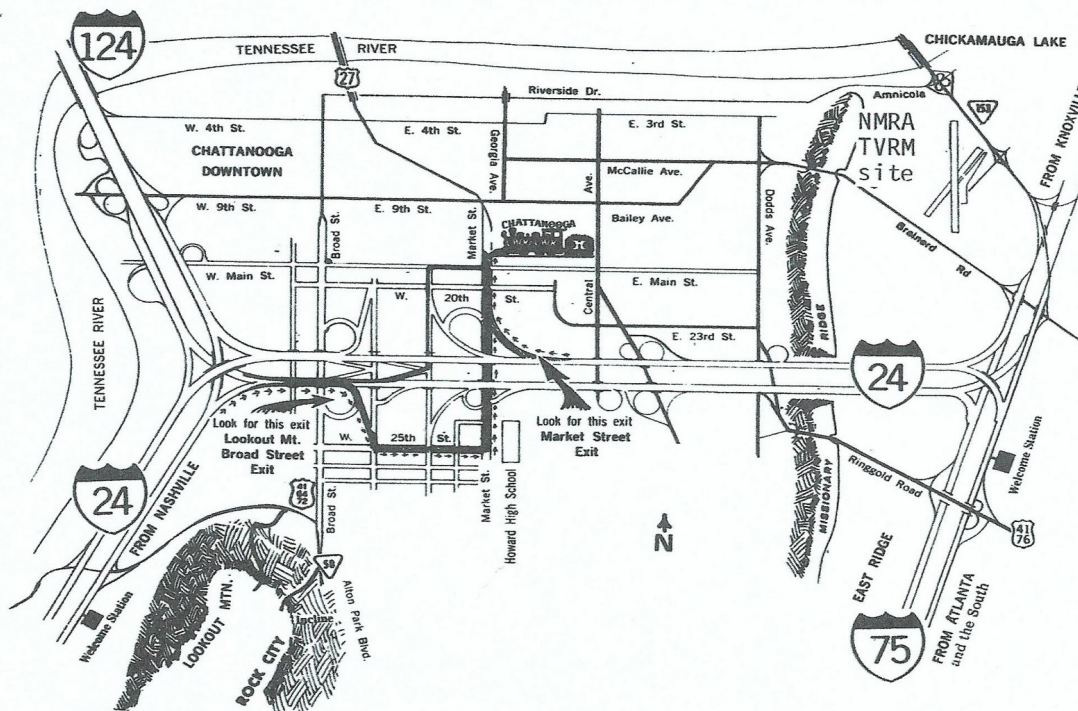 124
TENNESSEE RIVER
CHICKAMAUGA LAKE
27
Riverside Dr.
Amnicola
153
FROM KNOXVILLE
W. 4th St.
E. 4th St.
Georgia Ave.
E. 3rd St.
NMRA
TVRM
site
CHATTANOOGA
DOWNTOWN
Ave.
McCallie Ave.
W. 9th St.
E. 9th St.
Broad St.
Market St.
CHATTANOOGA
Bailey Ave.
Dodds Ave.
Brainerd Rd
W. Main St.
E. Main St.
W. 20th St.
Central
TENNESSEE RIVER
E. 23rd St.
RIDGE
24
Look for this exit
Lookout Mt.
Broad Street
Exit
W. 25th St.
Look for this exit
Market Street
Exit
24
FROM NASHVILLE
41
72
Broad St.
Market St.
Howard High School
N
MISSIONARY
Ringgold Road
Welcome Station
41
76
58
Alton Park Blvd.
Incline
LOOKOUT MTN.
ROCK CITY
Welcome Station
EAST RIDGE
75
FROM ATLANTA
and the South